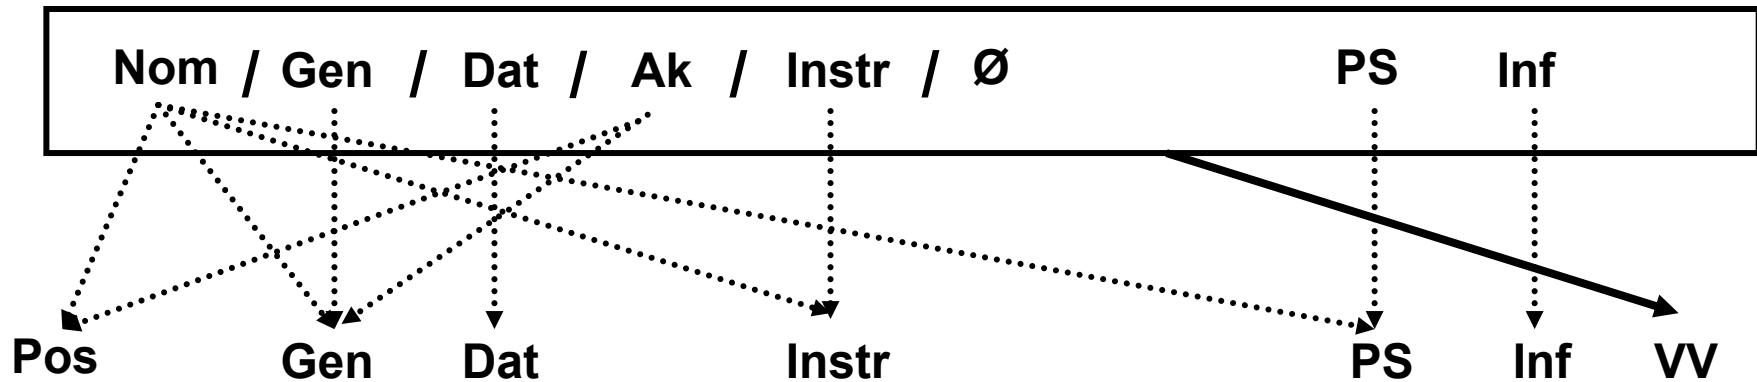 Nom / Gen / Dat / Ak / Instr / Ø PS Inf
Pos Gen Dat Instr PS Inf VV